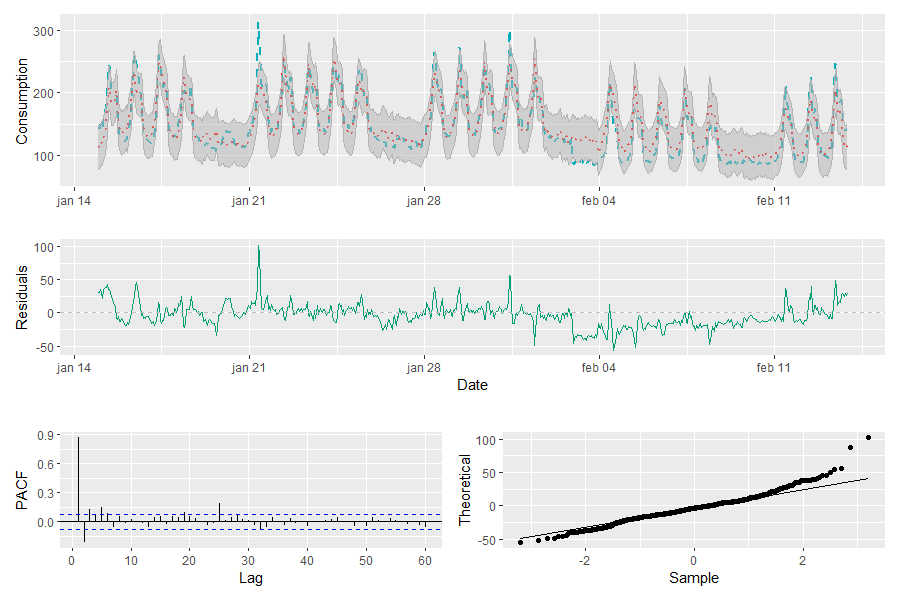 Consumption
300
200
100
jan 14
jan 21
jan 28
feb 04
feb 11
Residuals
100
50
0
-50
jan 14
jan 21
jan 28
feb 04
feb 11
Date
PACF
0.9
0.6
0.3
0.0
0
10
20
30
40
50
60
Lag
Theoretical
100
50
0
-50
-2
0
2
Sample